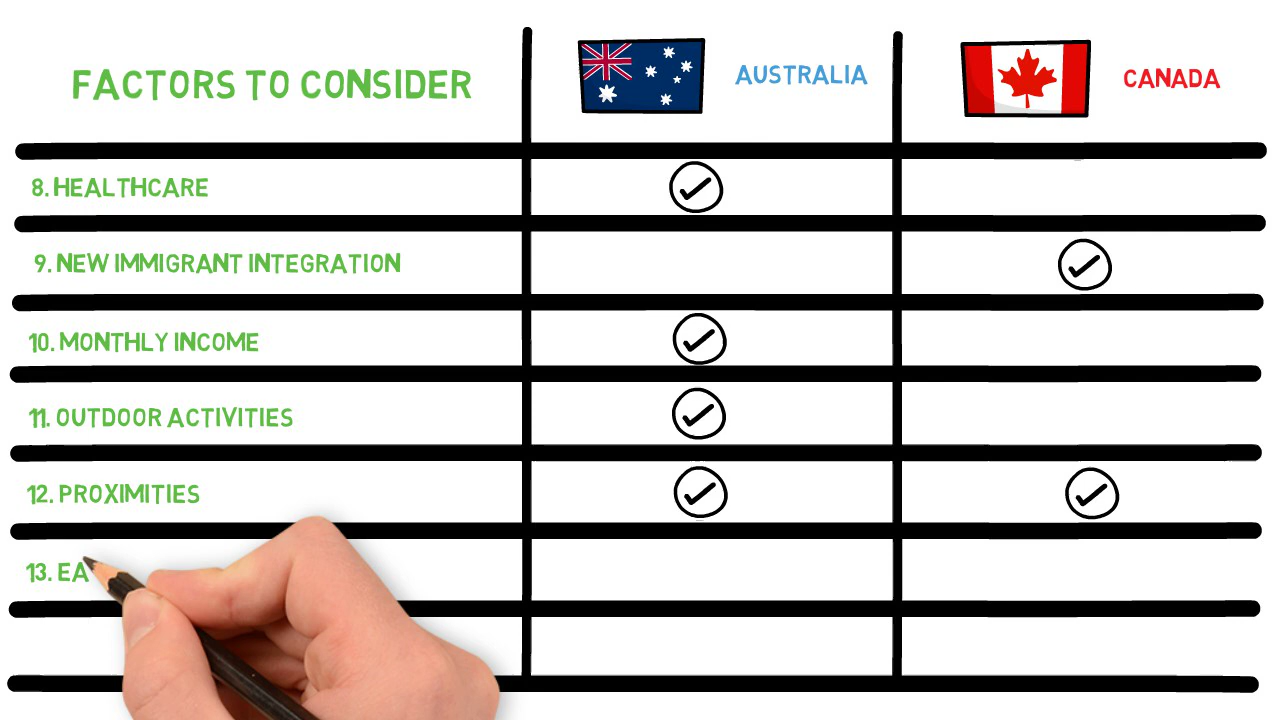 FACTORS TO CONSIDER
AUSTRALIA
CANADA
8. HEALTHCARE
9. NEW IMMIGRANT INTEGRATION
10. MONTHLY INCOME
11. OUTDOOR ACTIVITIES
12. PROXIMITIES
13. EA